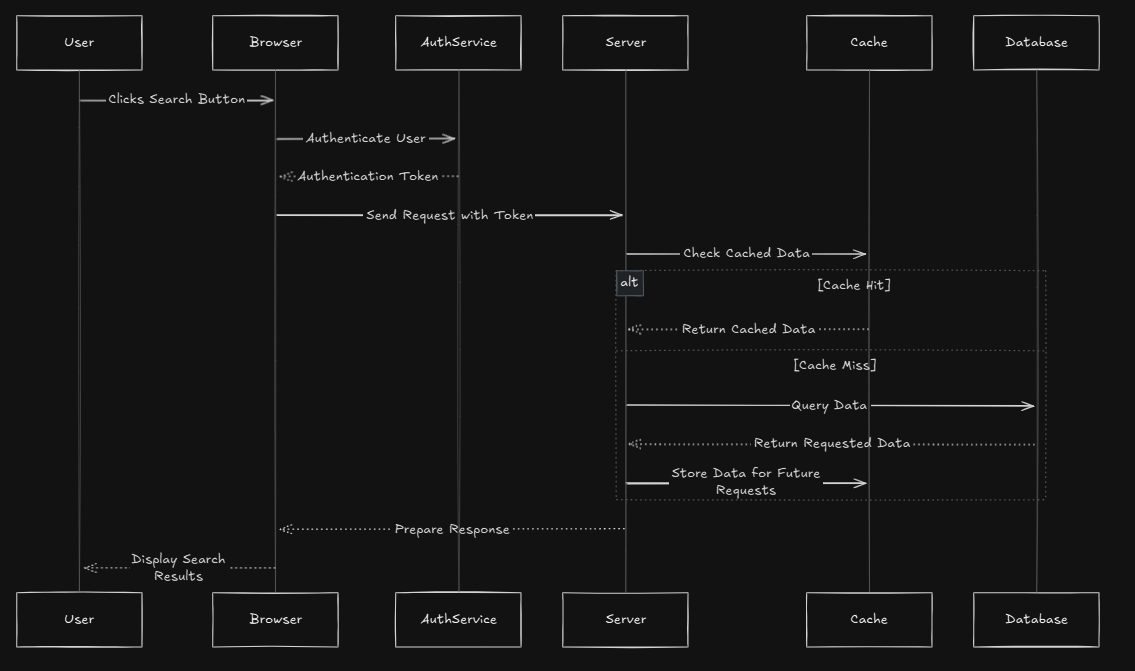 User
Browser
AuthService
Server
Cache
Database
Clicks Search Button
Authenticate User
Authentication Token
Send Request with Token
Check Cached Data
alt
[Cache Hit]
Return Cached Data
[Cache Miss]
Query Data
Return Requested Data
Store Data for Future
Requests
Prepare Response
Display Search
Results
User
Browser
AuthService
Server
Cache
Database